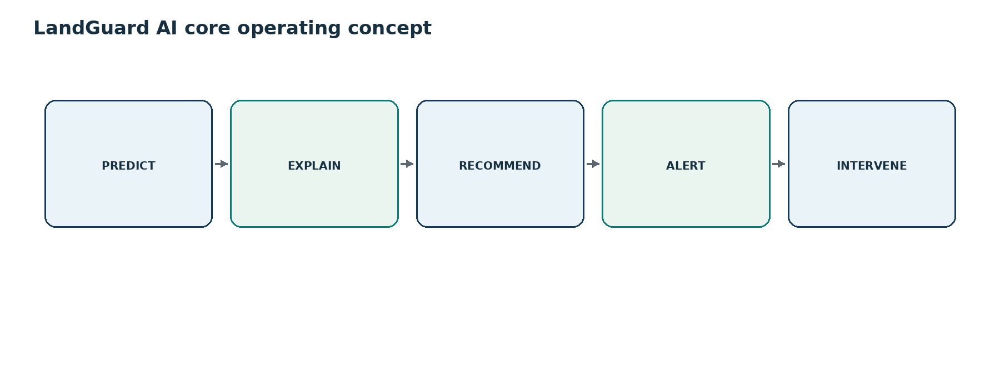 LandGuard AI core operating concept
PREDICT
EXPLAIN
RECOMMEND
ALERT
INTERVENE